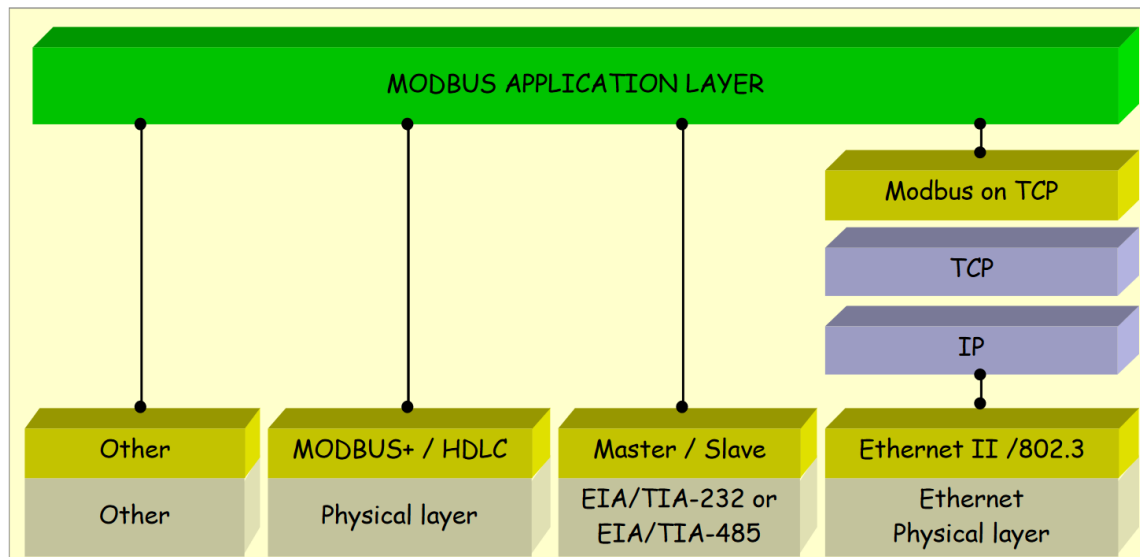 MODBUS APPLICATION LAYER
Modbus on TCP
TCP
IP
Other
MODBUS+ / HDLC
Master / Slave
Ethernet II /802.3
Other
Physical layer
EIA/TIA-232 or
EIA/TIA-485
Ethernet
Physical layer